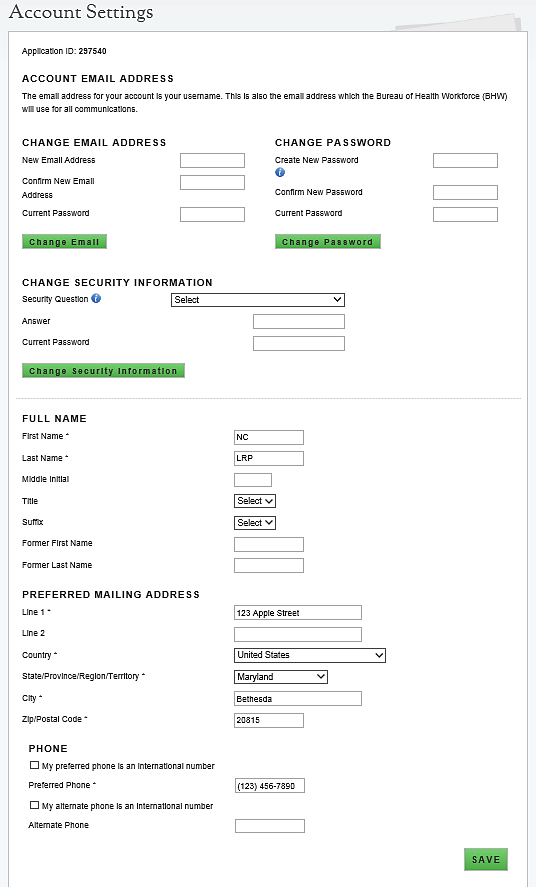 Account Settings
Application ID: 297540
ACCOUNT EMAIL ADDRESS
The email address for your account is your username. This is also the email address which the Bureau of Health Workforce (BHW)
will use for all communications.
CHANGE EMAIL ADDRESS
New Email Address
Confirm New Email
Address
Current Password
Change Email
CHANGE PASSWORD
Create New Password
Confirm New Password
Current Password
Change Password
CHANGE SECURITY INFORMATION
Security Question Select
Answer
Current Password
Change Security Information
FULL NAME
First Name * NC
Last Name * LRP
Middle Initial
Title Select
Suffix Select
Former First Name
Former Last Name
PREFERRED MAILING ADDRESS
Line 1 * 123 Apple Street
Line 2
Country * United States
State/Province/Region/Territory * Maryland
City * Bethesda
Zip/Postal Code * 20815
PHONE
My preferred phone is an international number
Preferred Phone * (123) 456-7890
My alternate phone is an international number
Alternate Phone
SAVE